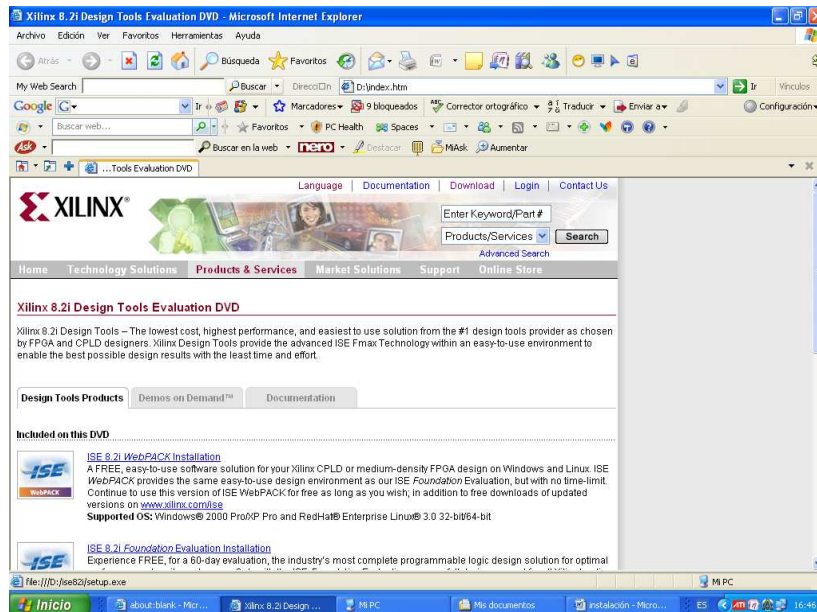 Xilinx 8.2i Design Tools Evaluation DVD - Microsoft Internet Explorer
Archivo Edición Ver Favoritos Herramientas Ayuda
Atrás Búsqueda Favoritos
My Web Search Buscar D:\index.htm Ir Vínculos
Google G Ir Marcadores 9 bloqueados Corrector ortográfico Traducir Enviar a Configuración
Buscar web... Favoritos PC Health Spaces
Ask Buscar en la web nero Destacar MiAsk Aumentar
...Tools Evaluation DVD
Language | Documentation | Download | Login | Contact Us
XILINX®
Enter Keyword/Part #
Products/Services Search
Advanced Search
Home Technology Solutions Products & Services Market Solutions Support Online Store
Xilinx 8.2i Design Tools Evaluation DVD
Xilinx 8.2i Design Tools – The lowest cost, highest performance, and easiest to use solution from the #1 design tools provider as chosen
by FPGA and CPLD designers. Xilinx Design Tools provide the advanced ISE Fmax Technology within an easy-to-use environment to
enable the best possible design results with the least time and effort.
Design Tools Products Demos on Demand™ Documentation
Included on this DVD
ISE 8.2i WebPACK Installation
A FREE, easy-to-use software solution for your Xilinx CPLD or medium-density FPGA design on Windows and Linux. ISE
WebPACK provides the same easy-to-use design environment as our ISE Foundation Evaluation, but with no time-limit.
Continue to use this version of ISE WebPACK for free as long as you wish; in addition to free downloads of updated
versions on www.xilinx.com/ise
Supported OS: Windows® 2000 Pro/XP Pro and RedHat® Enterprise Linux® 3.0 32-bit/64-bit
ISE
WebPACK
ISE 8.2i Foundation Evaluation Installation
Experience FREE, for a 60-day evaluation, the industry's most complete programmable logic design solution for optimal
ISE
file:///D:/ise82i/setup.exe Mi PC
Inicio about:blank - Micr... Xilinx 8.2i Design ... Mi PC Mis documentos instalación - Micro... ES 16:46